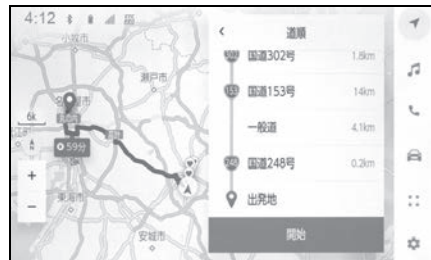 4:12
小牧市
瀬戸市
6k
59分
東海市
安城市
道順
国道302号
1.8km
153
国道153号
14km
一般道
4.1km
248
国道248号
0.2km
出発地
開始